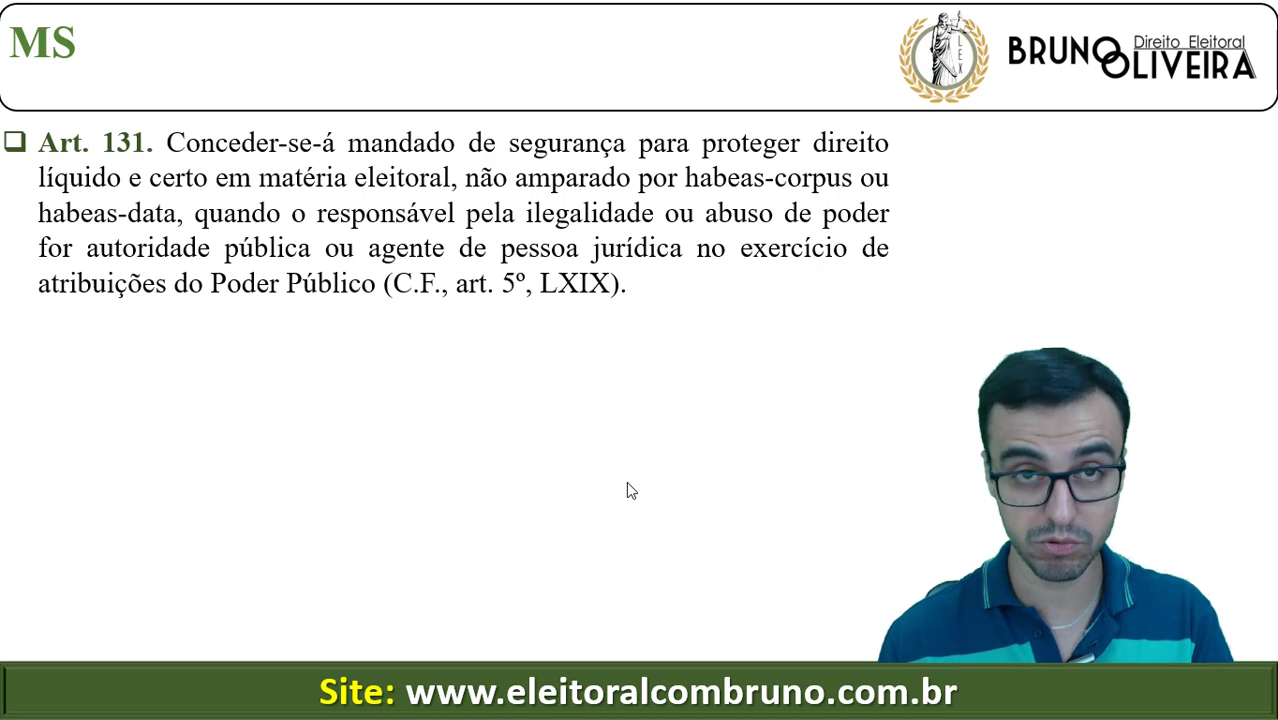 MS
LEX
BRUNO Direito Eleitoral
OLIVEIRA
Art. 131. Conceder-se-á mandado de segurança para proteger direito
líquido e certo em matéria eleitoral, não amparado por habeas-corpus ou
habeas-data, quando o responsável pela ilegalidade ou abuso de poder
for autoridade pública ou agente de pessoa jurídica no exercício de
atribuições do Poder Público (C.F., art. 5º, LXIX).
Site: www.eleitoralcombruno.com.br